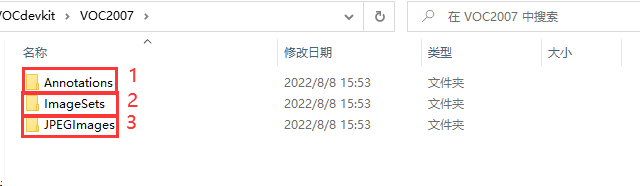 VOCdevkit > VOC2007 > 在 VOC2007 中搜索
名称 修改日期 类型 大小
Annotations 1 2022/8/8 15:53 文件夹
ImageSets 2 2022/8/8 15:53 文件夹
JPEGImages 3 2022/8/8 15:53 文件夹